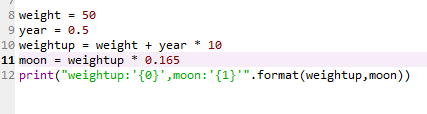 8 weight = 50
9 year = 0.5
10 weightup = weight + year * 10
11 moon = weightup * 0.165
12 print("weightup:'{0}',moon:'{1}'".format(weightup,moon))